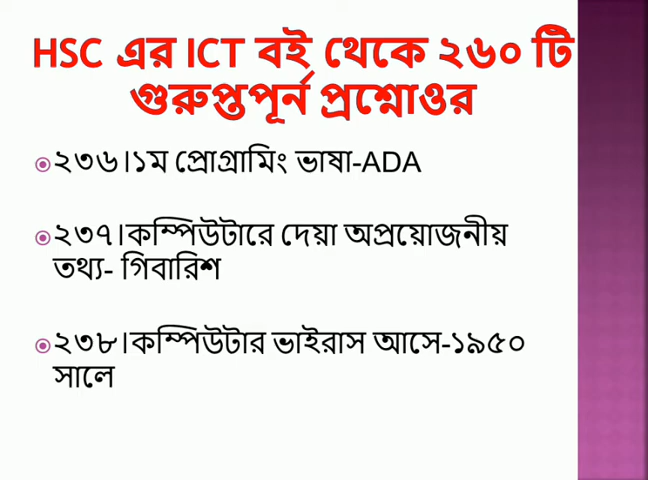 HSC এর ICT বই থেকে ২৬০ টি
গুরুপ্তপূর্ন প্রশ্নোওর
২৩৬।১ম প্রোগ্রামিং ভাষা-ADA
২৩৭।কম্পিউটারে দেয়া অপ্রয়োজনীয়
তথ্য- গিবারিশ
২৩৮।কম্পিউটার ভাইরাস আসে-১৯৫০
সালে